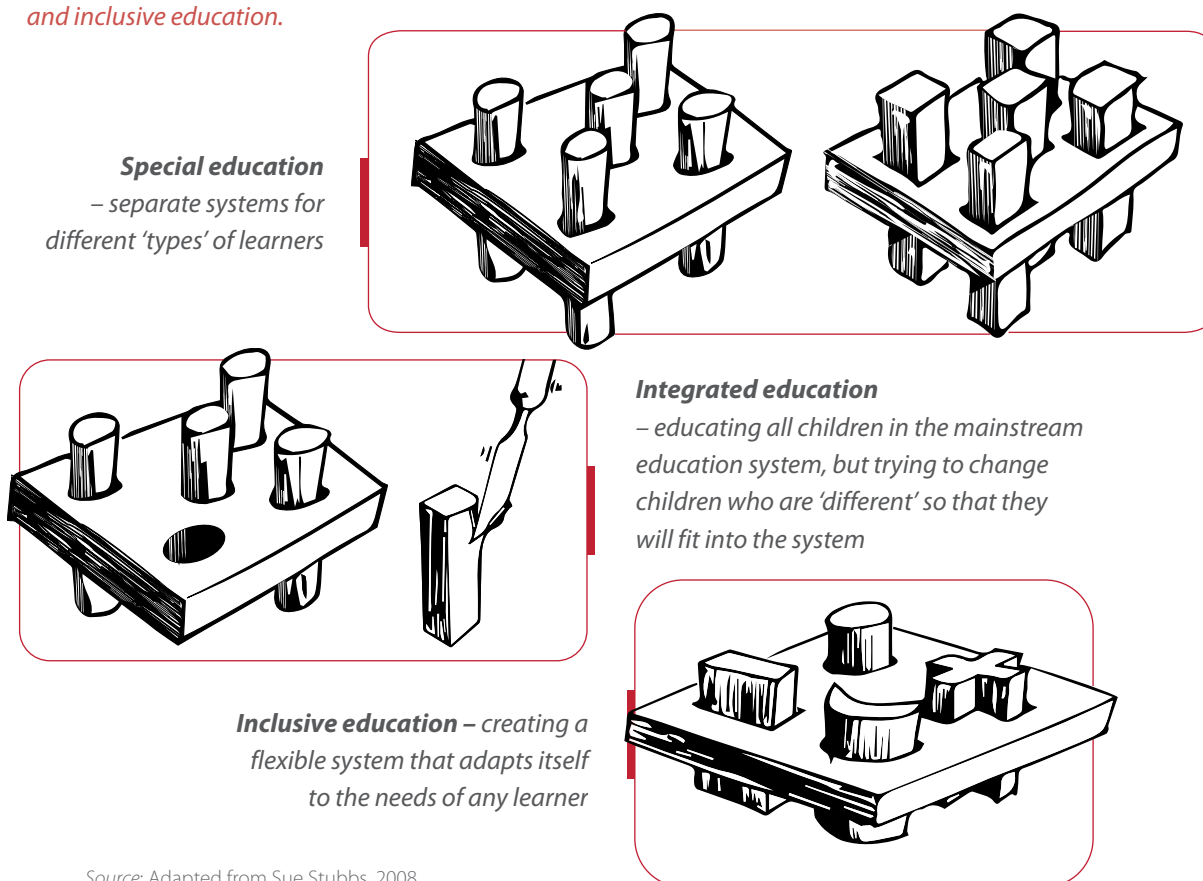 and inclusive education.
Special education
– separate systems for
different ‘types’ of learners
Integrated education
– educating all children in the mainstream
education system, but trying to change
children who are ‘different’ so that they
will fit into the system
Inclusive education – creating a
flexible system that adapts itself
to the needs of any learner
Source: Adapted from Sue Stubbs, 2008